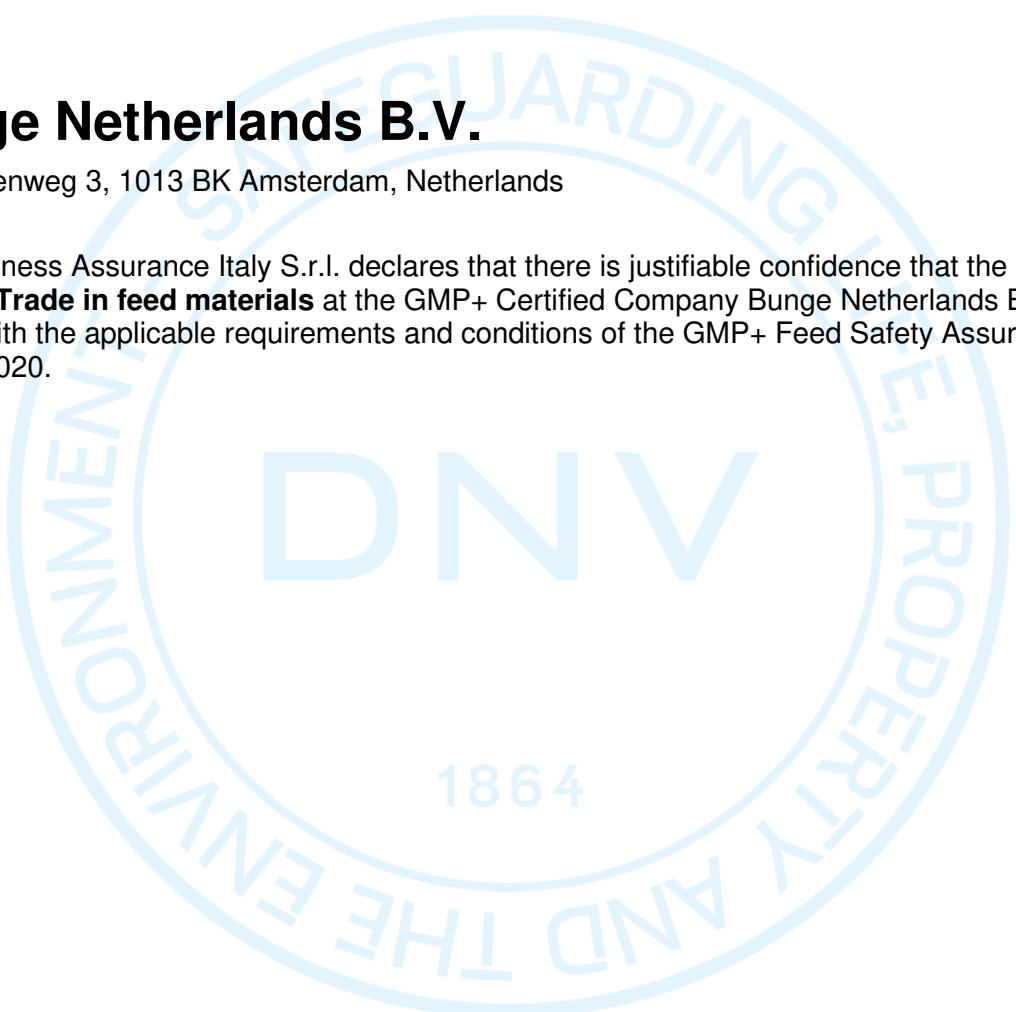 ge Netherlands B.V.
enweg 3, 1013 BK Amsterdam, Netherlands
ness Assurance Italy S.r.l. declares that there is justifiable confidence that the
Trade in feed materials at the GMP+ Certified Company Bunge Netherlands B
ith the applicable requirements and conditions of the GMP+ Feed Safety Assur
020.
SAFEGUARDING LIFE, PROPERTY AND THE ENVIRONMENT
DNV
1864